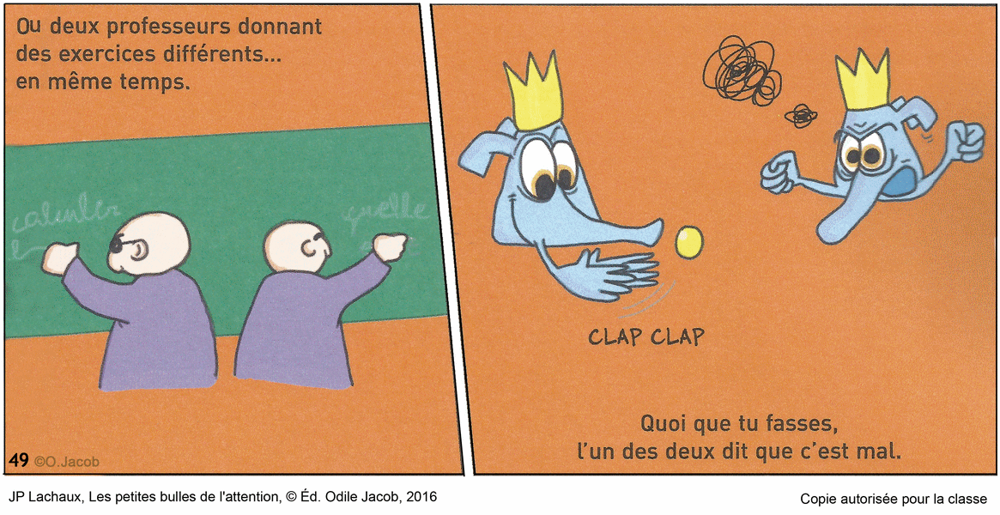 Ou deux professeurs donnant
des exercices différents...
en même temps.
calculer
quelle
CLAP CLAP
Quoi que tu fasses,
l'un des deux dit que c'est mal.
49 ©O.Jacob
JP Lachaux, Les petites bulles de l'attention, © Éd. Odile Jacob, 2016
Copie autorisée pour la classe